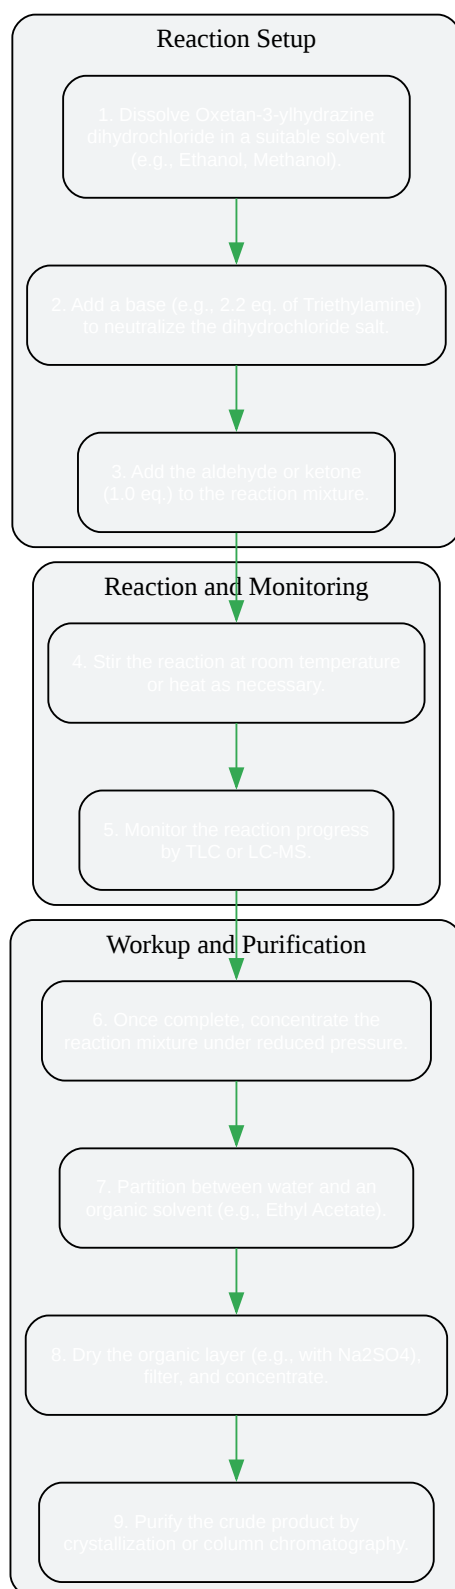 Reaction Setup
1. Dissolve Oxetan-3-ylhydrazine
dihydrochloride in a suitable solvent
(e.g., Ethanol, Methanol).
2. Add a base (e.g., 2.2 eq. of Triethylamine)
to neutralize the dihydrochloride salt.
3. Add the aldehyde or ketone
(1.0 eq.) to the reaction mixture.
Reaction and Monitoring
4. Stir the reaction at room temperature
or heat as necessary.
5. Monitor the reaction progress
by TLC or LC-MS.
Workup and Purification
6. Once complete, concentrate the
reaction mixture under reduced pressure.
7. Partition between water and an
organic solvent (e.g., Ethyl Acetate).
8. Dry the organic layer (e.g., with Na2SO4),
filter, and concentrate.
9. Purify the crude product by
crystallization or column chromatography.